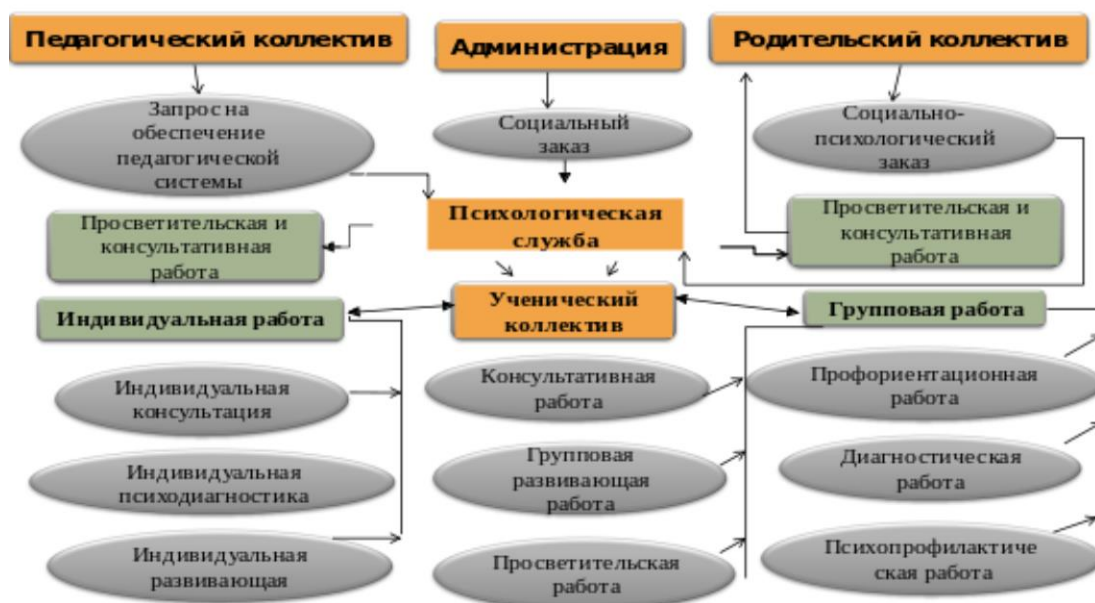 Педагогический коллектив
Администрация
Родительский коллектив
Запрос на
обеспечение
педагогической
системы
Социальный
заказ
Социально-
психологический
заказ
Психологическая
служба
Просветительская и
консультативная
работа
Просветительская и
консультативная
работа
Ученический
коллектив
Индивидуальная работа
Групповая работа
Индивидуальная
консультация
Консультативная
работа
Профориентационная
работа
Индивидуальная
психодиагностика
Групповая
развивающая
работа
Диагностическая
работа
Индивидуальная
развивающая
Просветительская
работа
Психопрофилактиче
ская работа